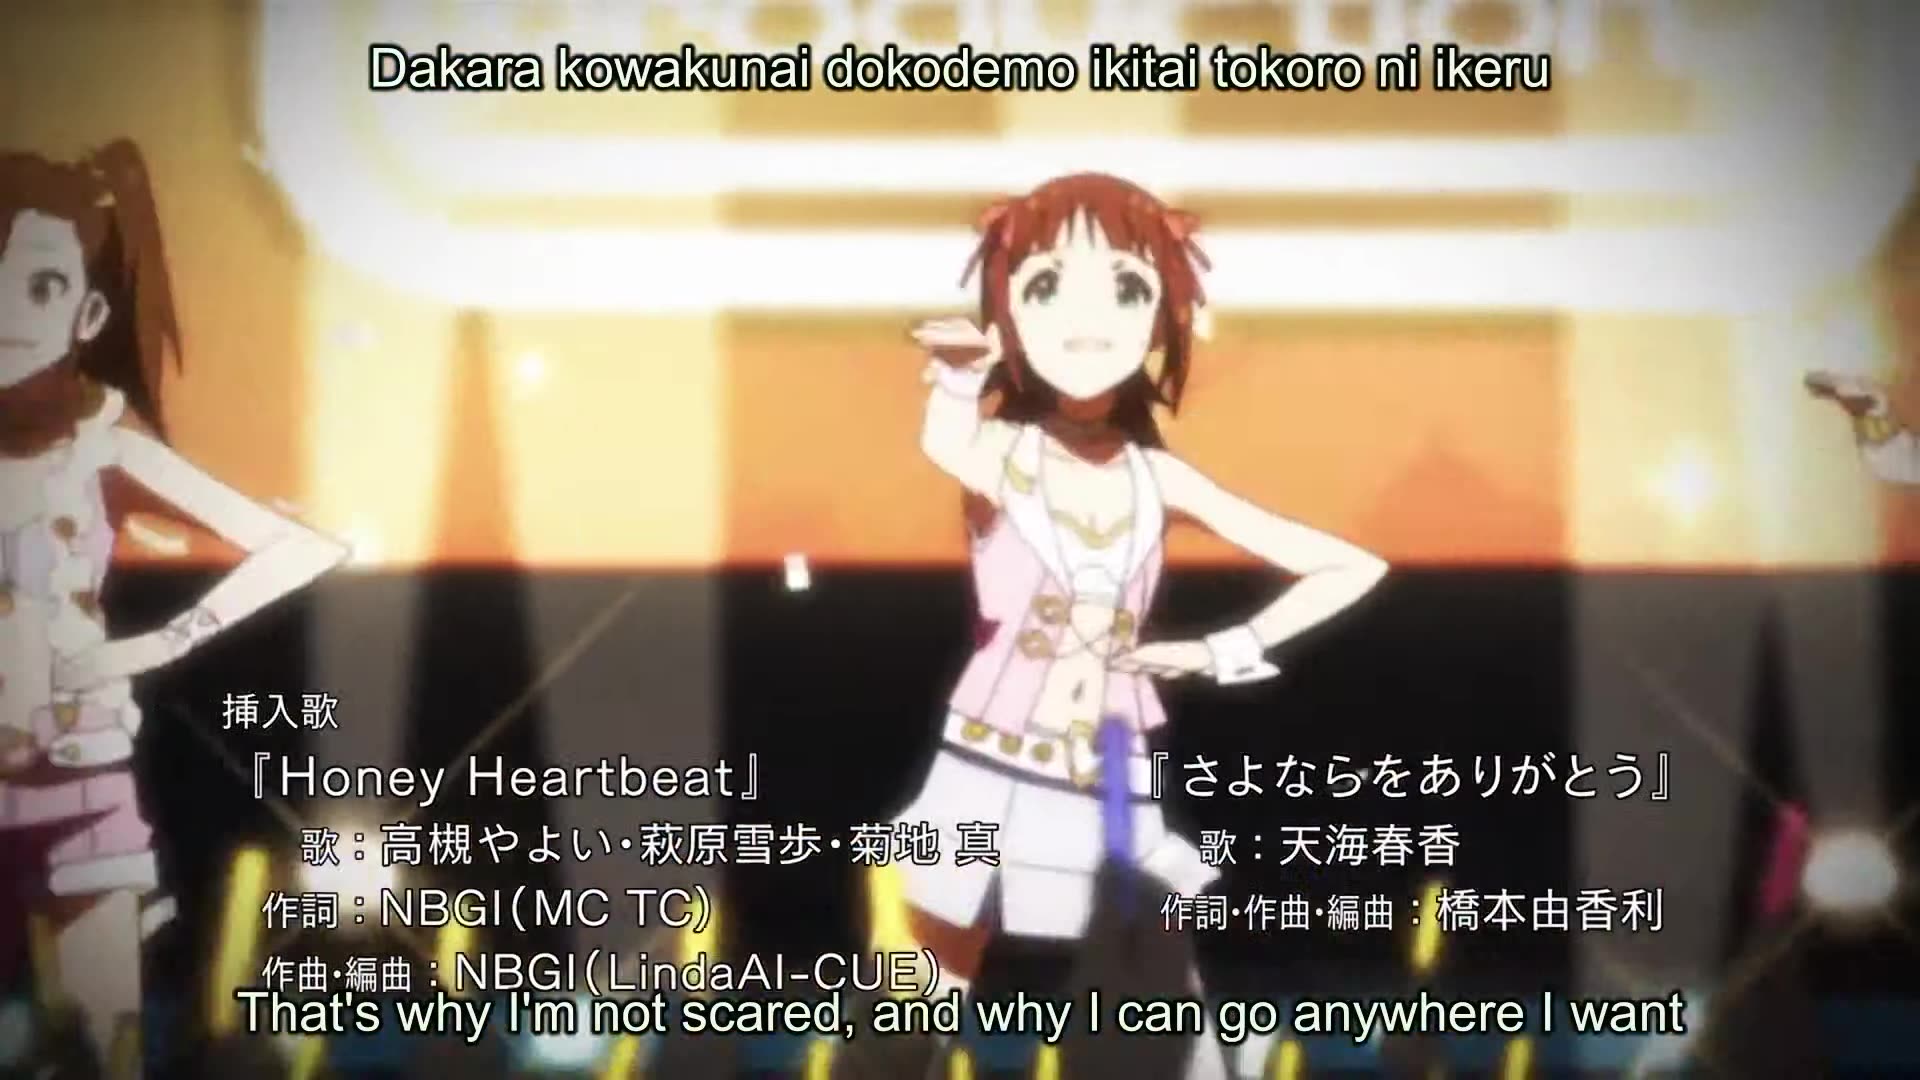 production
Dakara kowakunai dokodemo ikitai tokoro ni ikeru
挿入歌
『Honey Heartbeat』
歌：高槻やよい・萩原雪歩・菊地 真
作詞：NBGI(MC TC)
作曲・編曲：NBGI(LindaAI-CUE)
『さよならをありがとう』
歌：天海春香
作詞・作曲・編曲：橋本由香利
That's why I'm not scared, and why I can go anywhere I want